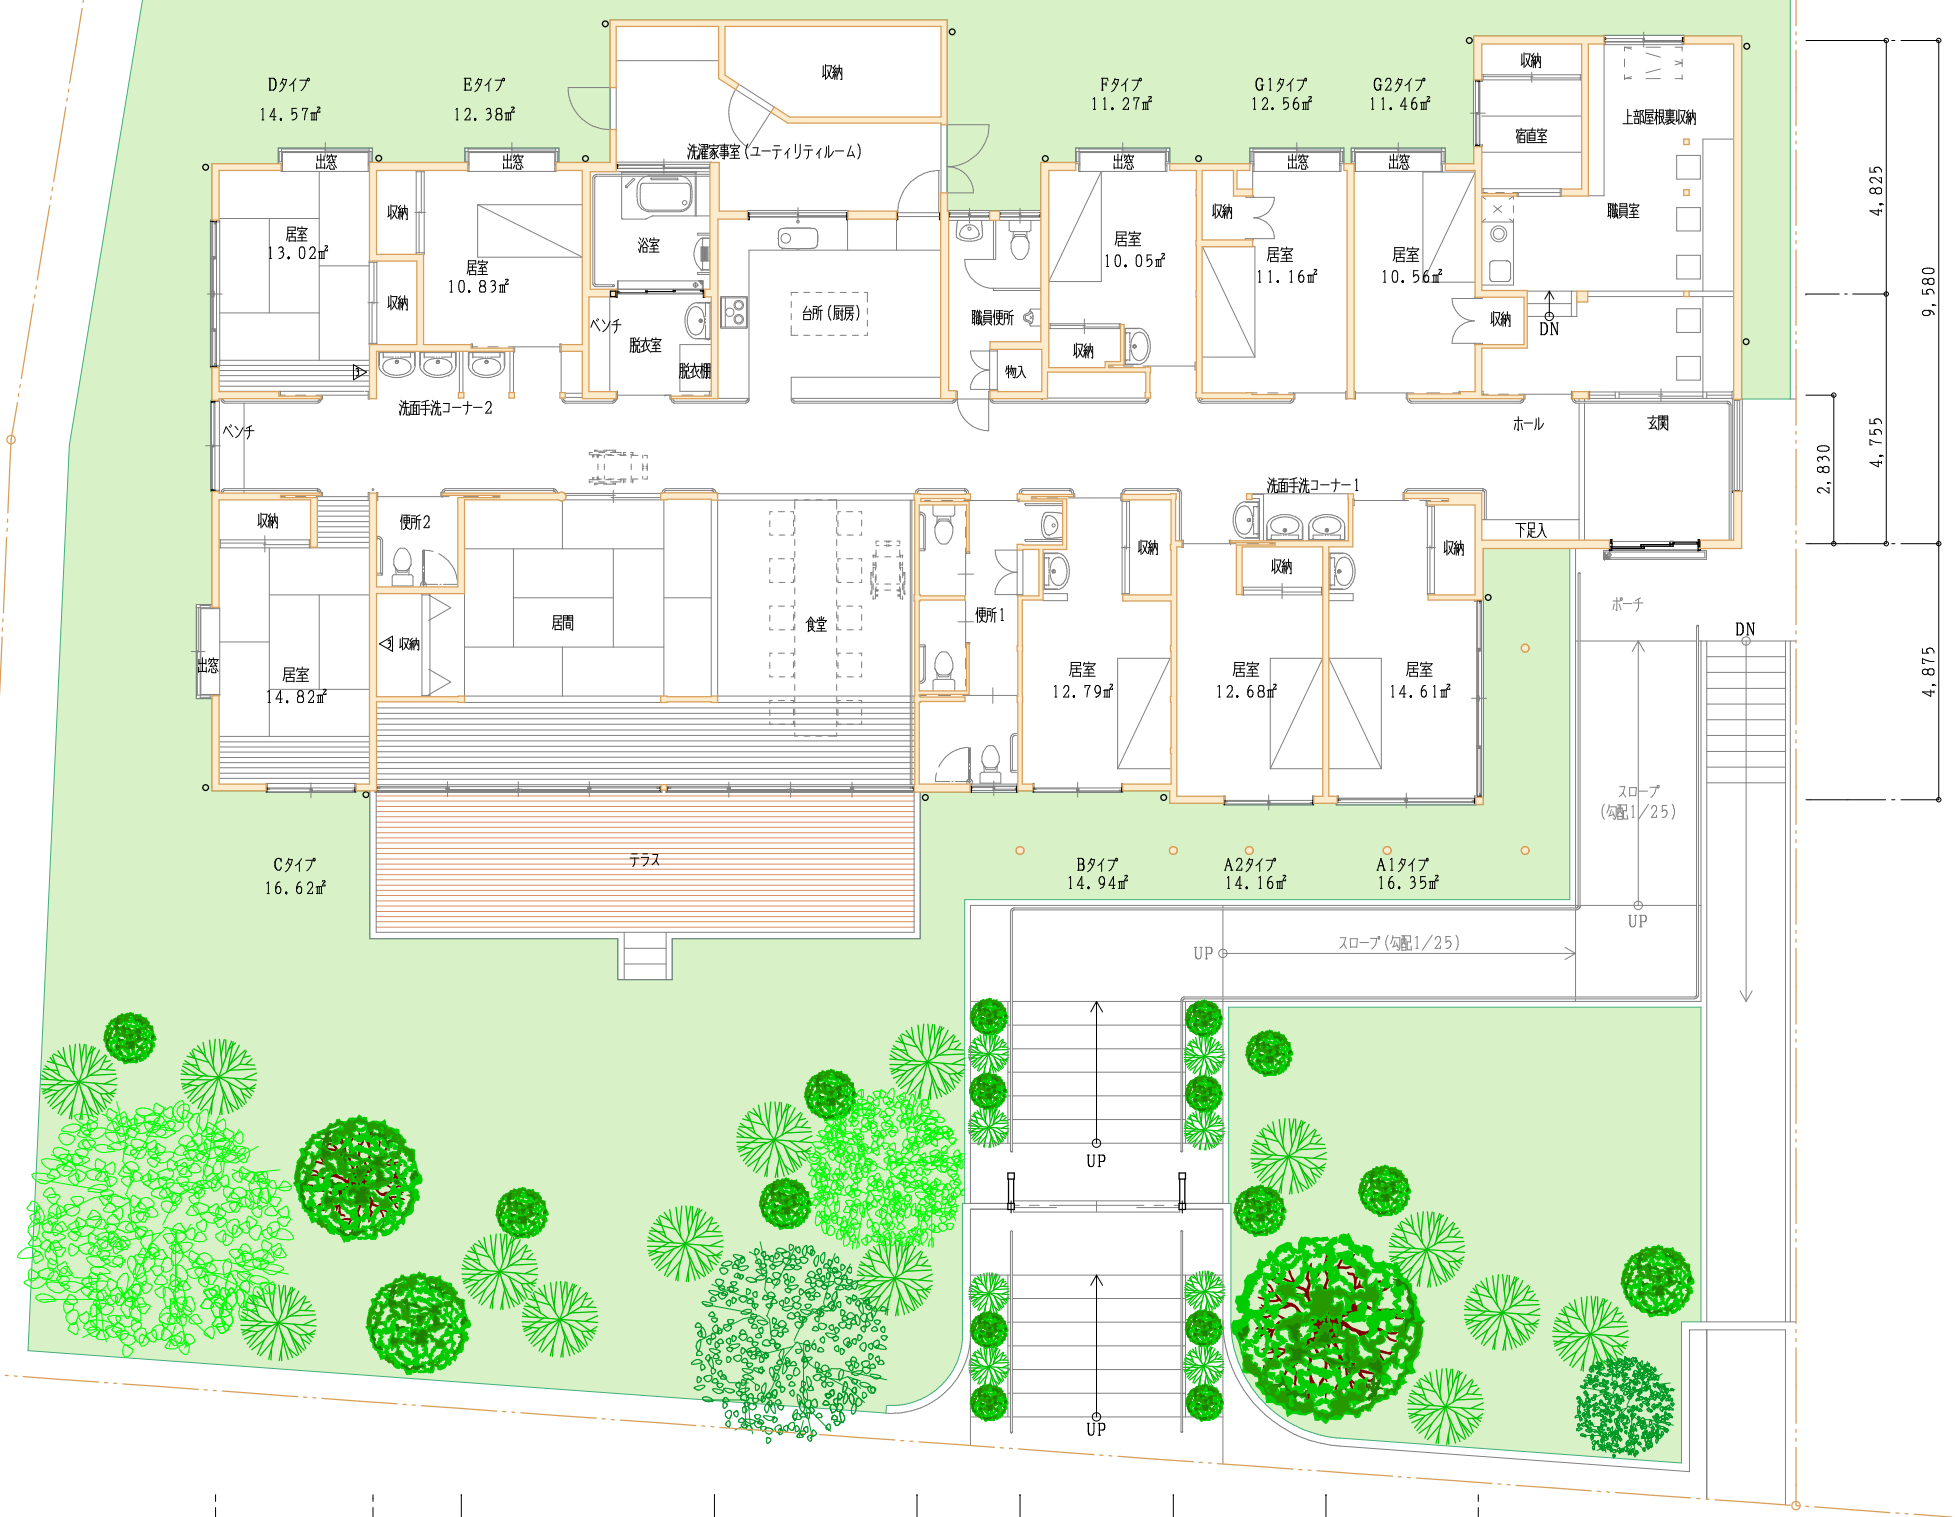 Dタイプ
14.57㎡
Eタイプ
12.38㎡
収納
Fタイプ
11.27㎡
G1タイプ
12.56㎡
G2タイプ
11.46㎡
収納
上部屋根裏収納
宿直室
洗濯家事室(ユーティリティルーム)
出窓
出窓
出窓
出窓
出窓
収納
居室
13.02㎡
居室
10.83㎡
収納
浴室
ベンチ
脱衣室
脱衣棚
台所(厨房)
職員便所
物入
居室
10.05㎡
収納
収納
居室
11.16㎡
居室
10.56㎡
収納
職員室
DN
洗面手洗コーナー2
ベンチ
ホール
玄関
洗面手洗コーナー1
下足入
収納
便所2
収納
居間
食堂
便所1
収納
収納
収納
出窓
居室
14.82㎡
居室
12.79㎡
居室
12.68㎡
居室
14.61㎡
ポーチ
DN
スロープ
(勾配1/25)
UP
テラス
Cタイプ
16.62㎡
Bタイプ
14.94㎡
A2タイプ
14.16㎡
A1タイプ
16.35㎡
UP
スロープ(勾配1/25)
UP
UP
4,825
9,580
4,755
2,830
4,875